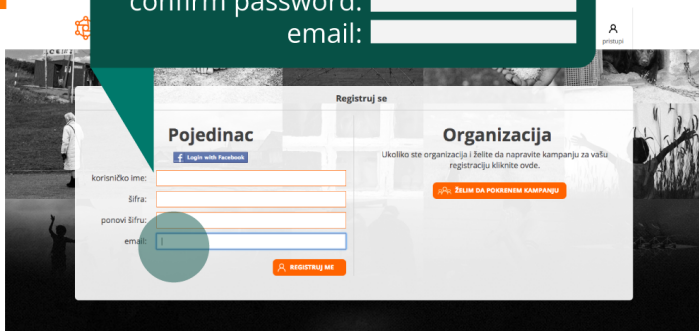 confirm password:
email:
pristupi
Registruj se
Pojedinac
f Login with Facebook
korisničko ime:
šifra:
ponovi šifru:
email:
REGISTRUJ ME
Organizacija
Ukoliko ste organizacija i želite da napravite kampanju za vašu
registraciju kliknite ovde.
ŽELIM DA POKRENEM KAMPANJU